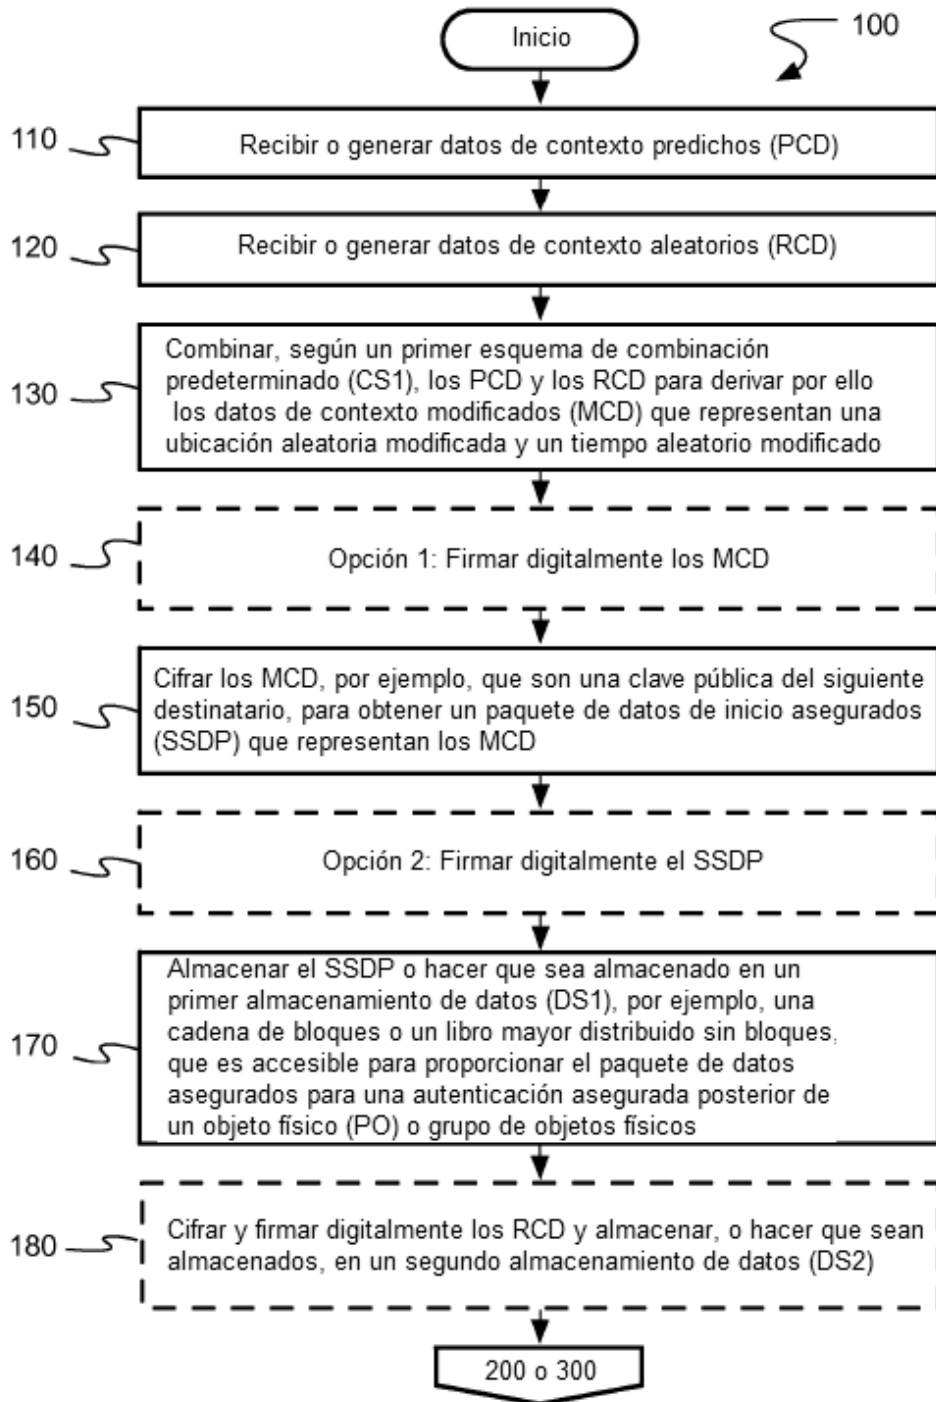 Inicio
100
110
Recibir o generar datos de contexto predichos (PCD)
120
Recibir o generar datos de contexto aleatorios (RCD)
130
Combinar, según un primer esquema de combinación
predeterminado (CS1), los PCD y los RCD para derivar por ello
los datos de contexto modificados (MCD) que representan una
ubicación aleatoria modificada y un tiempo aleatorio modificado
140
Opción 1: Firmar digitalmente los MCD
150
Cifrar los MCD, por ejemplo, que son una clave pública del siguiente
destinatario, para obtener un paquete de datos de inicio asegurados
(SSDP) que representan los MCD
160
Opción 2: Firmar digitalmente el SSDP
170
Almacenar el SSDP o hacer que sea almacenado en un
primer almacenamiento de datos (DS1), por ejemplo, una
cadena de bloques o un libro mayor distribuido sin bloques,
que es accesible para proporcionar el paquete de datos
asegurados para una autenticación asegurada posterior de
un objeto físico (PO) o grupo de objetos físicos
180
Cifrar y firmar digitalmente los RCD y almacenar, o hacer que sean
almacenados, en un segundo almacenamiento de datos (DS2)
200 o 300